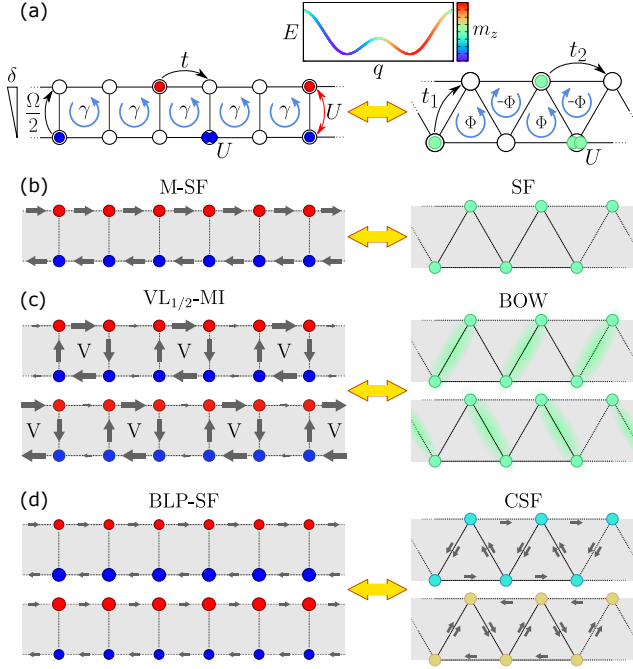 (a)
E
q
m_z
δ
Ω/2
t
γ γ γ γ γ
U
U
t_1
t_2
Φ -Φ Φ -Φ
U
(b)
M-SF
SF
(c)
VL_{1/2}-MI
BOW
V V V
V V V V
(d)
BLP-SF
CSF